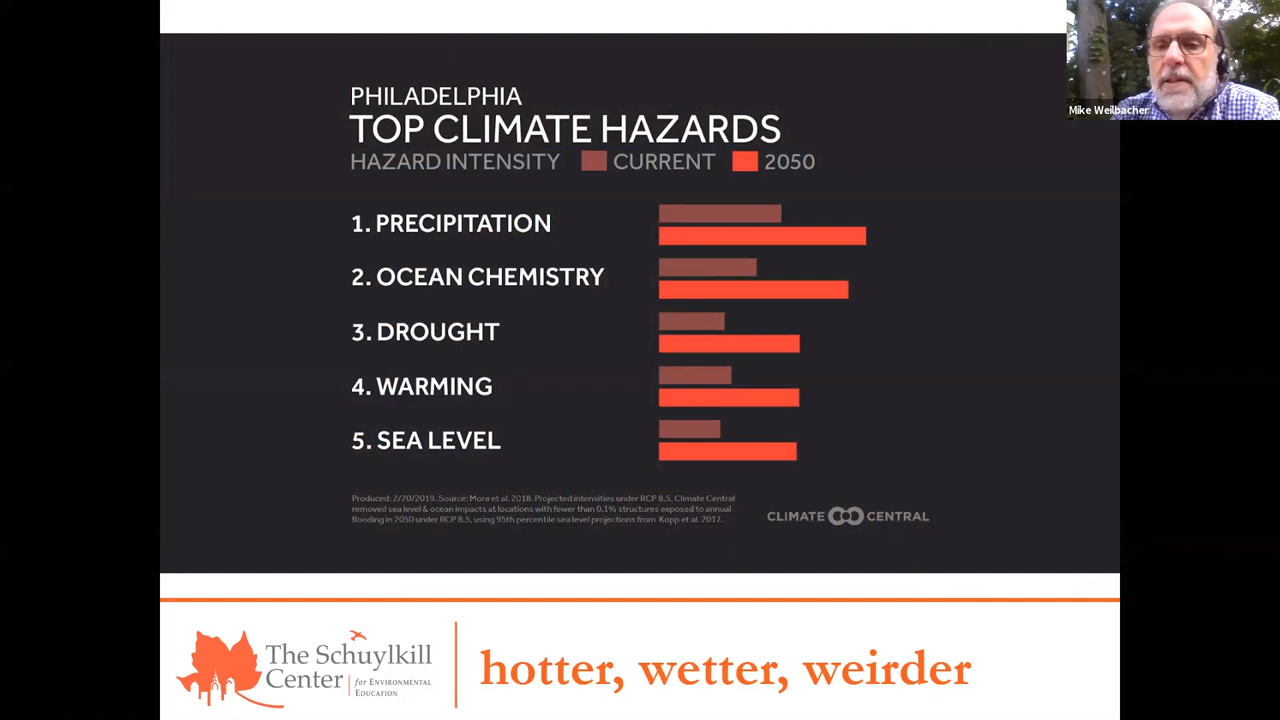 Mike Weilbacher
PHILADELPHIA
TOP CLIMATE HAZARDS
HAZARD INTENSITY CURRENT 2050
1. PRECIPITATION
2. OCEAN CHEMISTRY
3. DROUGHT
4. WARMING
5. SEA LEVEL
Produced: 2/20/2019. Source: Mora et al. 2018. Projected intensities under RCP 8.5. Climate Central
removed sea level & ocean impacts at locations with fewer than 0.1% structures exposed to annual
flooding in 2050 under RCP 8.5, using 95th percentile sea level projections from Kopp et al. 2017.
CLIMATE CENTRAL
The Schuylkill
Center for ENVIRONMENTAL
EDUCATION
hotter, wetter, weirder